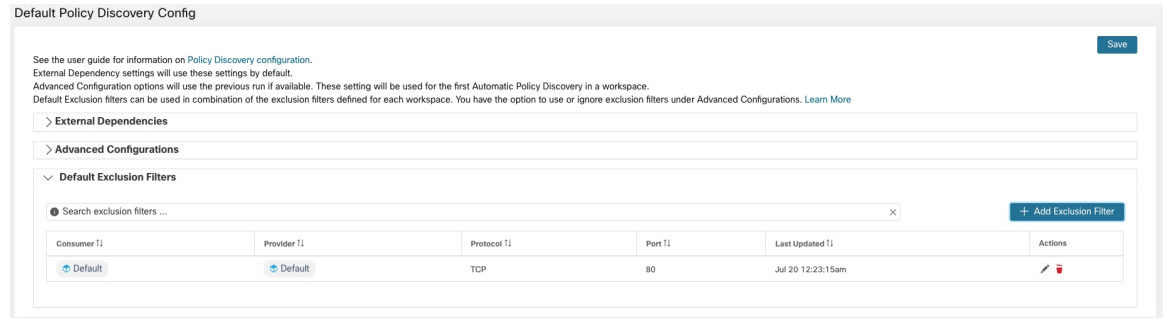 Default Policy Discovery Config
Save
See the user guide for information on Policy Discovery configuration.
External Dependency settings will use these settings by default.
Advanced Configuration options will use the previous run if available. These setting will be used for the first Automatic Policy Discovery in a workspace.
Default Exclusion filters can be used in combination of the exclusion filters defined for each workspace. You have the option to use or ignore exclusion filters under Advanced Configurations. Learn More
External Dependencies
Advanced Configurations
Default Exclusion Filters
Search exclusion filters ...
+ Add Exclusion Filter
Consumer Provider Protocol Port Last Updated Actions
Default Default TCP 80 Jul 20 12:23:15am